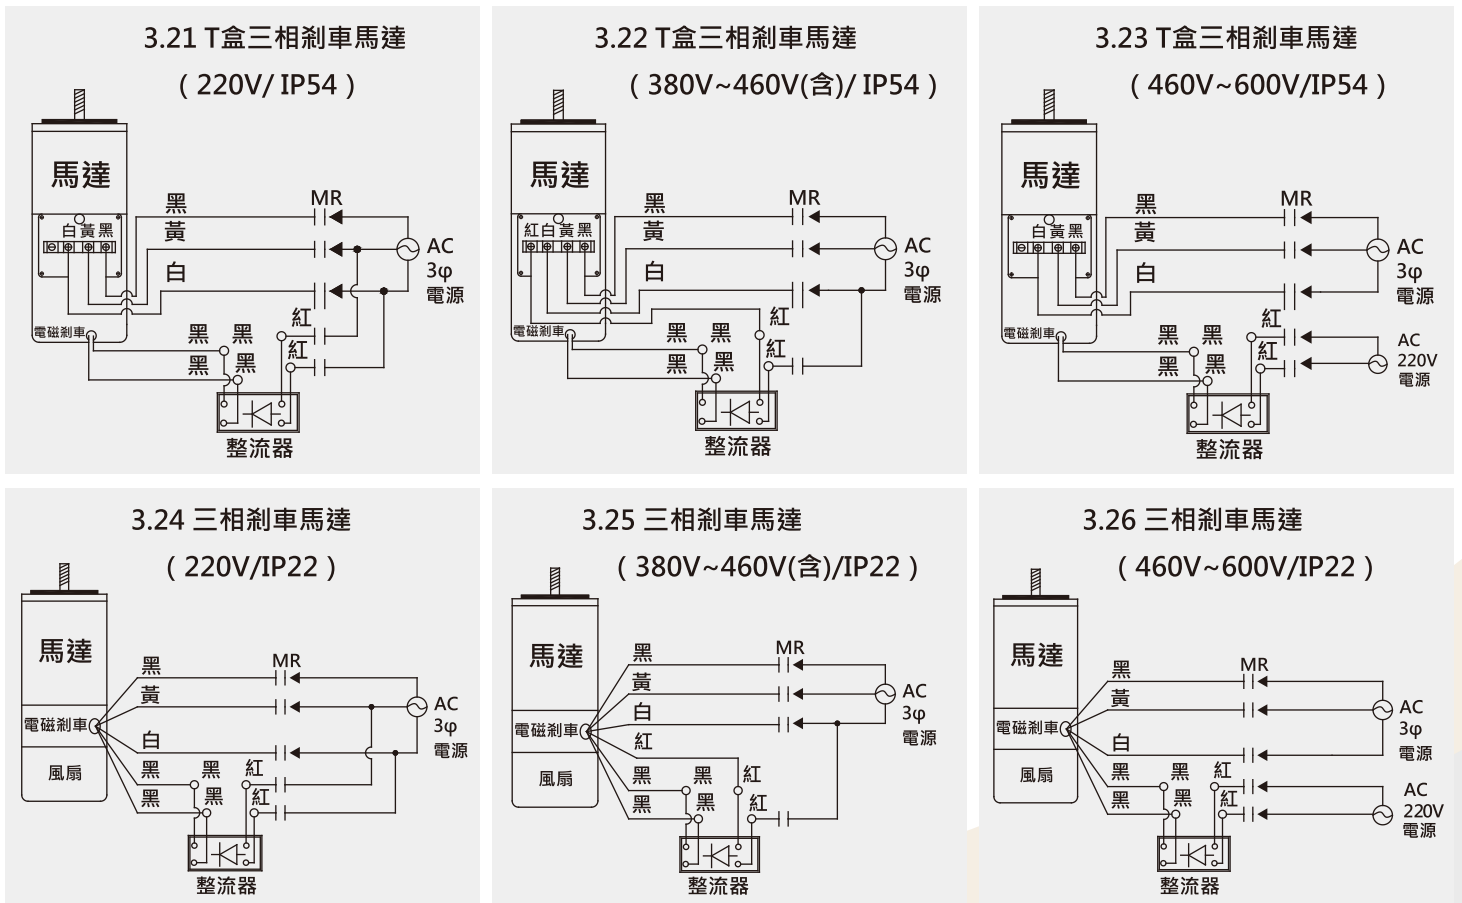 3.21 T盒三相剎車馬達
( 220V/ IP54 )
馬達
黑
MR
黃
白黃黑
AC
3φ
電源
白
紅
電磁剎車
黑 黑
紅
黑 黑
整流器
3.22 T盒三相剎車馬達
( 380V~460V(含)/ IP54 )
馬達
黑
MR
黃
紅白黃黑
AC
3φ
電源
白
紅
電磁剎車
黑 黑
紅
黑 黑
整流器
3.23 T盒三相剎車馬達
( 460V~600V/IP54 )
馬達
黑
MR
黃
白黃黑
AC
3φ
電源
白
紅
電磁剎車
黑 黑
AC
220V
電源
紅
黑 黑
整流器
3.24 三相剎車馬達
( 220V/IP22 )
馬達
黑
MR
黃
AC
3φ
電源
電磁剎車
白
風扇
黑 黑 紅
黑 黑 紅
整流器
3.25 三相剎車馬達
( 380V~460V(含)/IP22 )
馬達
黑
MR
黃
AC
3φ
電源
白
電磁剎車
紅
風扇
黑 黑 紅
黑 黑 紅
整流器
3.26 三相剎車馬達
( 460V~600V/IP22 )
馬達
黑
MR
黃
AC
3φ
電源
電磁剎車
白
風扇
黑 黑 紅
黑 黑 紅
AC
220V
電源
整流器